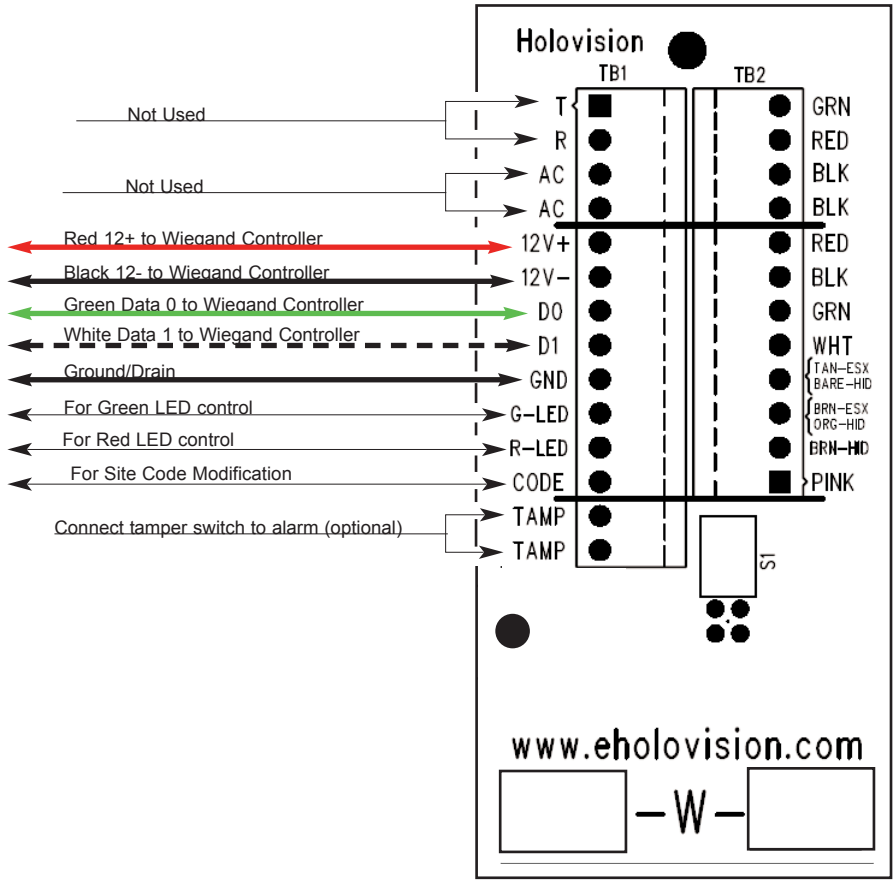 Holovision
TB1 TB2
Not Used
T GRN
R RED
Not Used
AC BLK
AC BLK
Red 12+ to Wiegand Controller 12V+ RED
Black 12- to Wiegand Controller 12V- BLK
Green Data 0 to Wiegand Controller D0 GRN
White Data 1 to Wiegand Controller D1 WHT
Ground/Drain GND TAN-ESX
BARE-HID
For Green LED control G-LED BRN-ESX
ORG-HID
For Red LED control R-LED BRN-HID
For Site Code Modification CODE PINK
Connect tamper switch to alarm (optional)
TAMP
TAMP
S1
www.eholovision.com
-W-